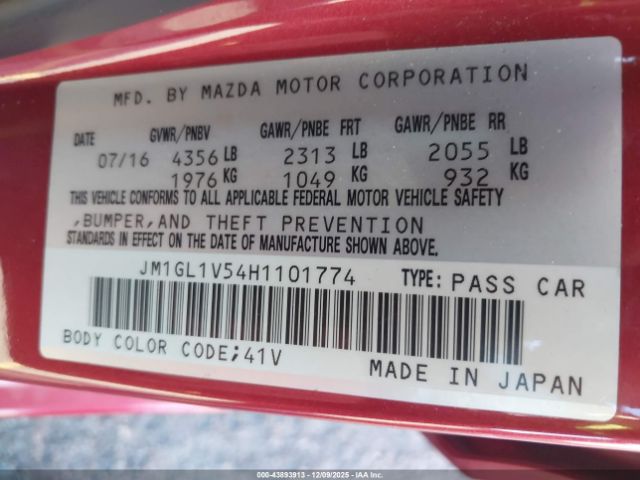 MFD. BY MAZDA MOTOR CORPORATION
DATE GVWR/PNBV GAWR/PNBE FRT GAWR/PNBE RR
07/16 4356 LB 2313 LB 2055 LB
1976 KG 1049 KG 932 KG
THIS VEHICLE CONFORMS TO ALL APPLICABLE FEDERAL MOTOR VEHICLE SAFETY
,BUMPER,AND THEFT PREVENTION
STANDARDS IN EFFECT ON THE DATE OF MANUFACTURE SHOWN ABOVE.
JM1GL1V54H1101774 TYPE: PASS CAR
BODY COLOR CODE;41V
MADE IN JAPAN
00-43893913 - 12/09/2025 - IAAI.COM